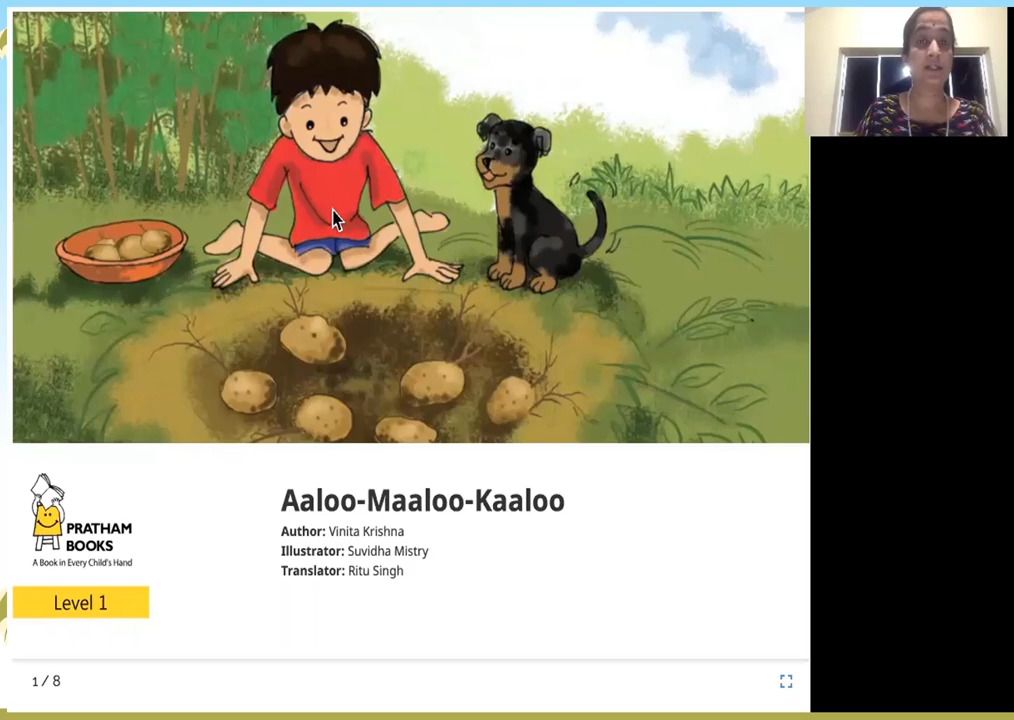 Aaloo-Maaloo-Kaaloo
Author: Vinita Krishna
Illustrator: Suvidha Mistry
Translator: Ritu Singh
PRATHAM
BOOKS
A Book in Every Child's Hand
Level 1
1 / 8